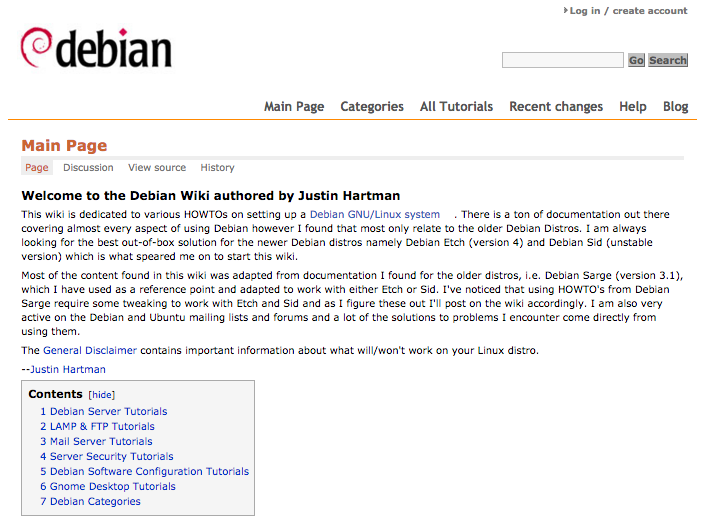 Log in / create account
debian
Go Search
Main Page Categories All Tutorials Recent changes Help Blog
Main Page
Page Discussion View source History
Welcome to the Debian Wiki authored by Justin Hartman
This wiki is dedicated to various HOWTOs on setting up a Debian GNU/Linux system . There is a ton of documentation out there
covering almost every aspect of using Debian however I found that most only relate to the older Debian Distros. I am always
looking for the best out-of-box solution for the newer Debian distros namely Debian Etch (version 4) and Debian Sid (unstable
version) which is what speared me on to start this wiki.
Most of the content found in this wiki was adapted from documentation I found for the older distros, i.e. Debian Sarge (version 3.1),
which I have used as a reference point and adapted to work with either Etch or Sid. I've noticed that using HOWTO's from Debian
Sarge require some tweaking to work with Etch and Sid and as I figure these out I'll post on the wiki accordingly. I am also very
active on the Debian and Ubuntu mailing lists and forums and a lot of the solutions to problems I encounter come directly from
using them.
The General Disclaimer contains important information about what will/won't work on your Linux distro.
--Justin Hartman
Contents [hide]
1 Debian Server Tutorials
2 LAMP & FTP Tutorials
3 Mail Server Tutorials
4 Server Security Tutorials
5 Debian Software Configuration Tutorials
6 Gnome Desktop Tutorials
7 Debian Categories